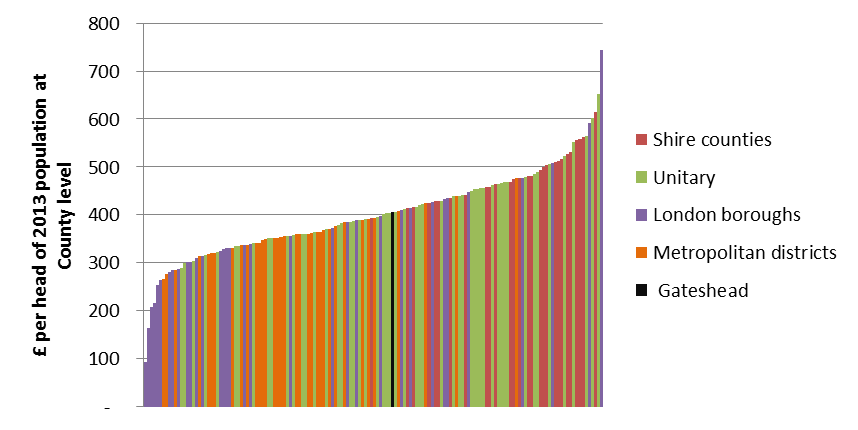 £ per head of 2013 population at
County level
800
700
600
500
400
300
200
100
-
Shire counties
Unitary
London boroughs
Metropolitan districts
Gateshead